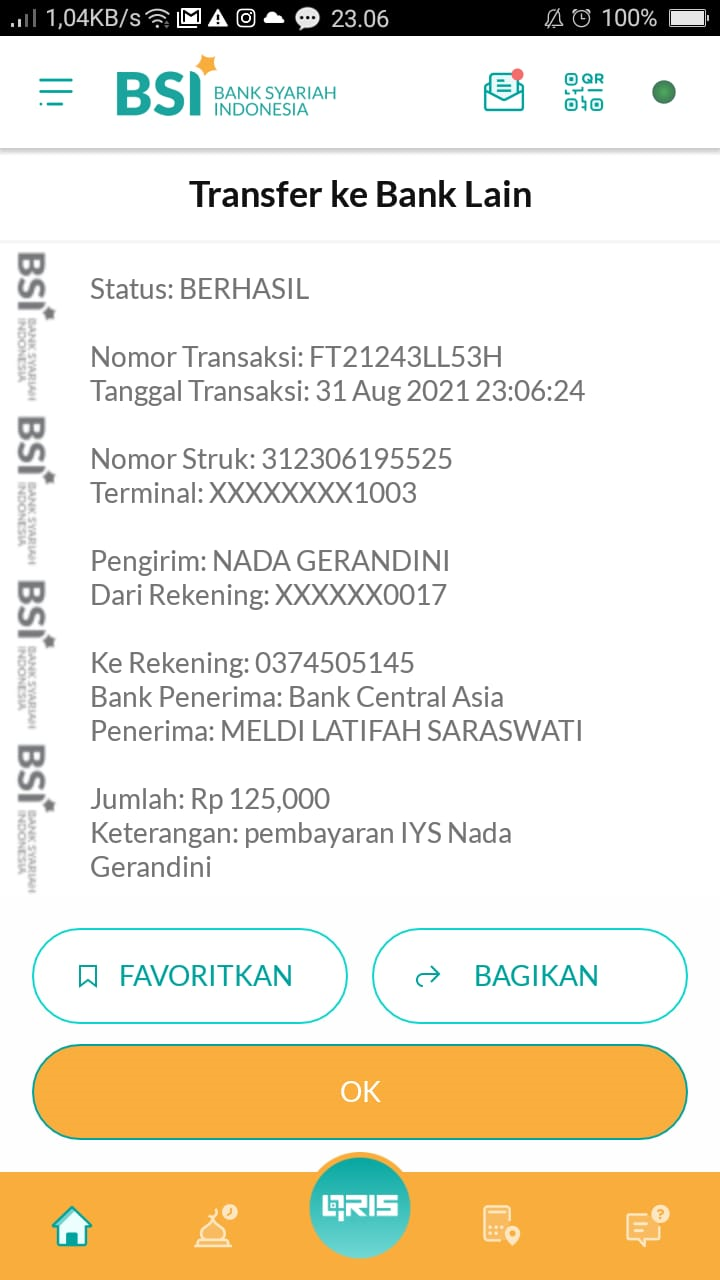 1,04KB/s 23.06 100%
BSI BANK SYARIAH
INDONESIA
QR
Transfer ke Bank Lain
BSI BANK SYARIAH INDONESIA
BSI BANK SYARIAH INDONESIA
BSI BANK SYARIAH INDONESIA
BSI BANK SYARIAH INDONESIA
Status: BERHASIL
Nomor Transaksi: FT21243LL53H
Tanggal Transaksi: 31 Aug 2021 23:06:24
Nomor Struk: 312306195525
Terminal: XXXXXXXX1003
Pengirim: NADA GERANDINI
Dari Rekening: XXXXXX0017
Ke Rekening: 0374505145
Bank Penerima: Bank Central Asia
Penerima: MELDI LATIFAH SARASWATI
Jumlah: Rp 125,000
Keterangan: pembayaran IYS Nada
Gerandini
FAVORITKAN BAGIKAN
OK
QRIS